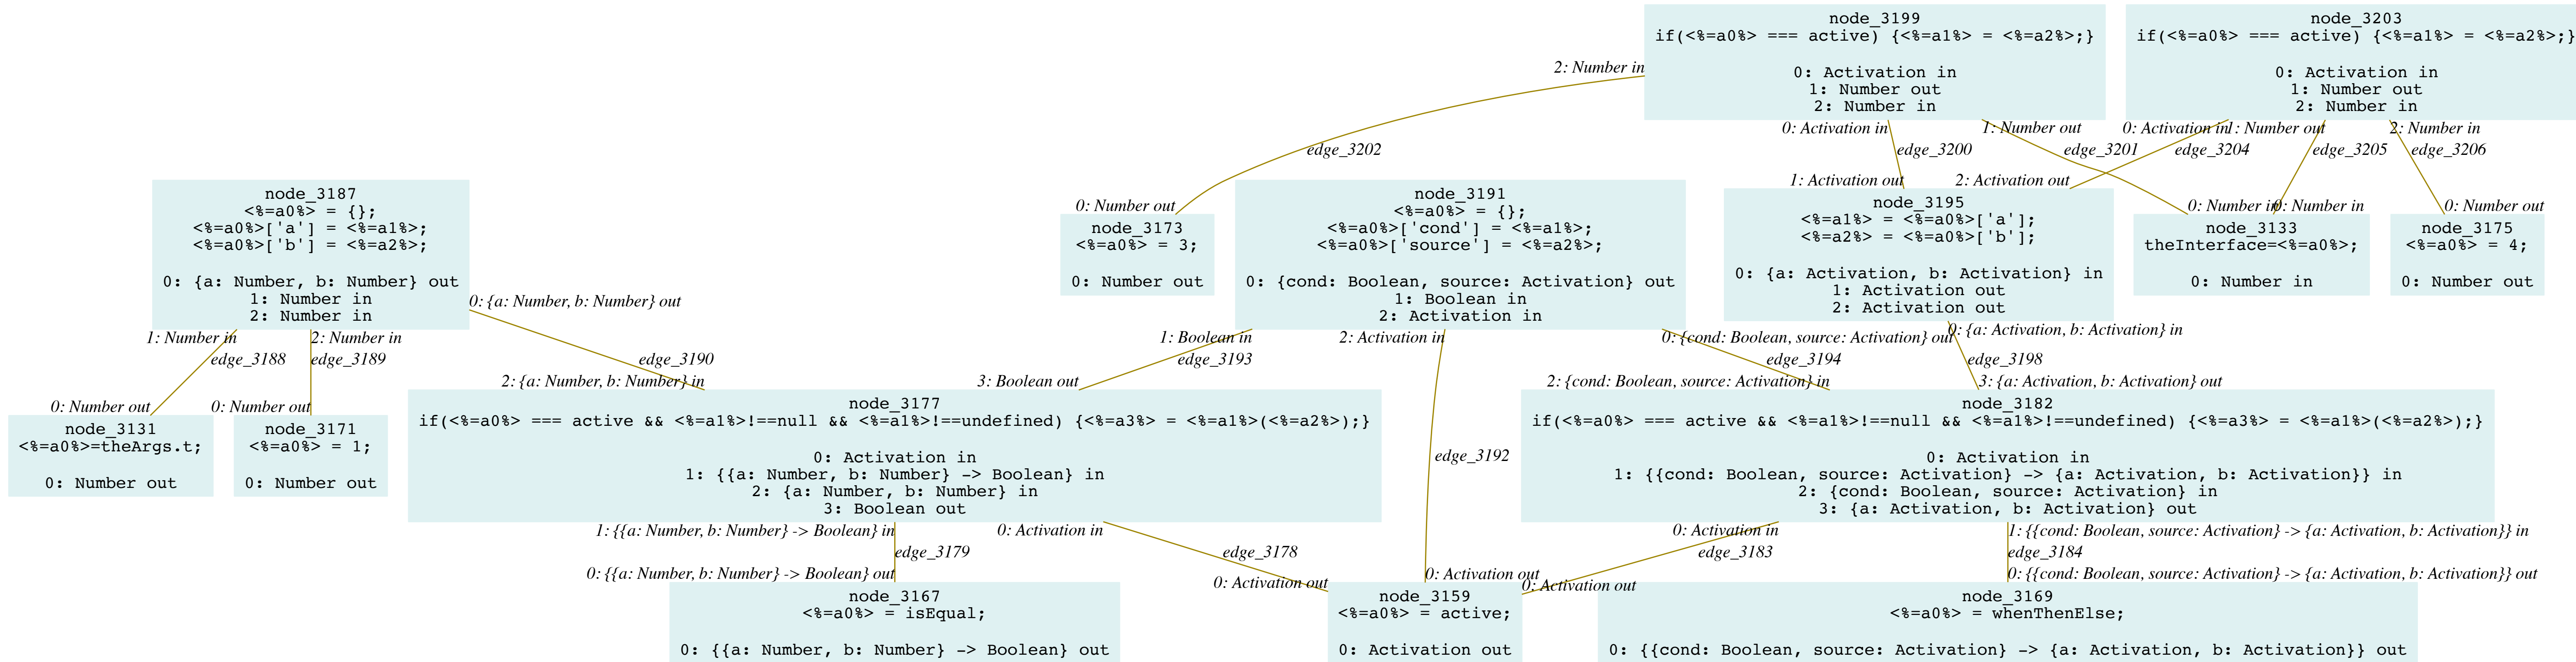 node_3199
if(<%=a0%> === active) {<%=a1%> = <%=a2%>;}
0: Activation in
1: Number out
2: Number in
node_3203
if(<%=a0%> === active) {<%=a1%> = <%=a2%>;}
0: Activation in
1: Number out
2: Number in
2: Number in
edge_3202
0: Number out
0: Activation in
edge_3200
1: Activation out
1: Number out
edge_3201
0: Number in
0: Activation in
edge_3204
2: Activation out
1: Number out
edge_3205
0: Number in
2: Number in
edge_3206
0: Number out
node_3187
<%=a0%> = {};
<%=a0%>['a'] = <%=a1%>;
<%=a0%>['b'] = <%=a2%>;
0: {a: Number, b: Number} out
1: Number in
2: Number in
node_3173
<%=a0%> = 3;
0: Number out
node_3191
<%=a0%> = {};
<%=a0%>['cond'] = <%=a1%>;
<%=a0%>['source'] = <%=a2%>;
0: {cond: Boolean, source: Activation} out
1: Boolean in
2: Activation in
node_3195
<%=a1%> = <%=a0%>['a'];
<%=a2%> = <%=a0%>['b'];
0: {a: Activation, b: Activation} in
1: Activation out
2: Activation out
node_3133
theInterface=<%=a0%>;
0: Number in
node_3175
<%=a0%> = 4;
0: Number out
1: Number in
edge_3188
0: Number out
2: Number in
edge_3189
0: Number out
0: {a: Number, b: Number} out
edge_3190
2: {a: Number, b: Number} in
1: Boolean in
edge_3193
3: Boolean out
2: Activation in
edge_3192
0: Activation out
0: {cond: Boolean, source: Activation} out
edge_3194
2: {cond: Boolean, source: Activation} in
0: {a: Activation, b: Activation} in
edge_3198
3: {a: Activation, b: Activation} out
node_3131
<%=a0%>=theArgs.t;
0: Number out
node_3171
<%=a0%> = 1;
0: Number out
node_3177
if(<%=a0%> === active && <%=a1%>!==null && <%=a1%>!==undefined) {<%=a3%> = <%=a1%>(<%=a2%>);}
0: Activation in
1: {{a: Number, b: Number} -> Boolean} in
2: {a: Number, b: Number} in
3: Boolean out
node_3182
if(<%=a0%> === active && <%=a1%>!==null && <%=a1%>!==undefined) {<%=a3%> = <%=a1%>(<%=a2%>);}
0: Activation in
1: {{cond: Boolean, source: Activation} -> {a: Activation, b: Activation}} in
2: {cond: Boolean, source: Activation} in
3: {a: Activation, b: Activation} out
1: {{a: Number, b: Number} -> Boolean} in
edge_3179
0: {{a: Number, b: Number} -> Boolean} out
0: Activation in
edge_3178
0: Activation out
0: Activation in
edge_3183
0: Activation out
1: {{cond: Boolean, source: Activation} -> {a: Activation, b: Activation}} in
edge_3184
0: {{cond: Boolean, source: Activation} -> {a: Activation, b: Activation}} out
node_3167
<%=a0%> = isEqual;
0: {{a: Number, b: Number} -> Boolean} out
node_3159
<%=a0%> = active;
0: Activation out
node_3169
<%=a0%> = whenThenElse;
0: {{cond: Boolean, source: Activation} -> {a: Activation, b: Activation}} out